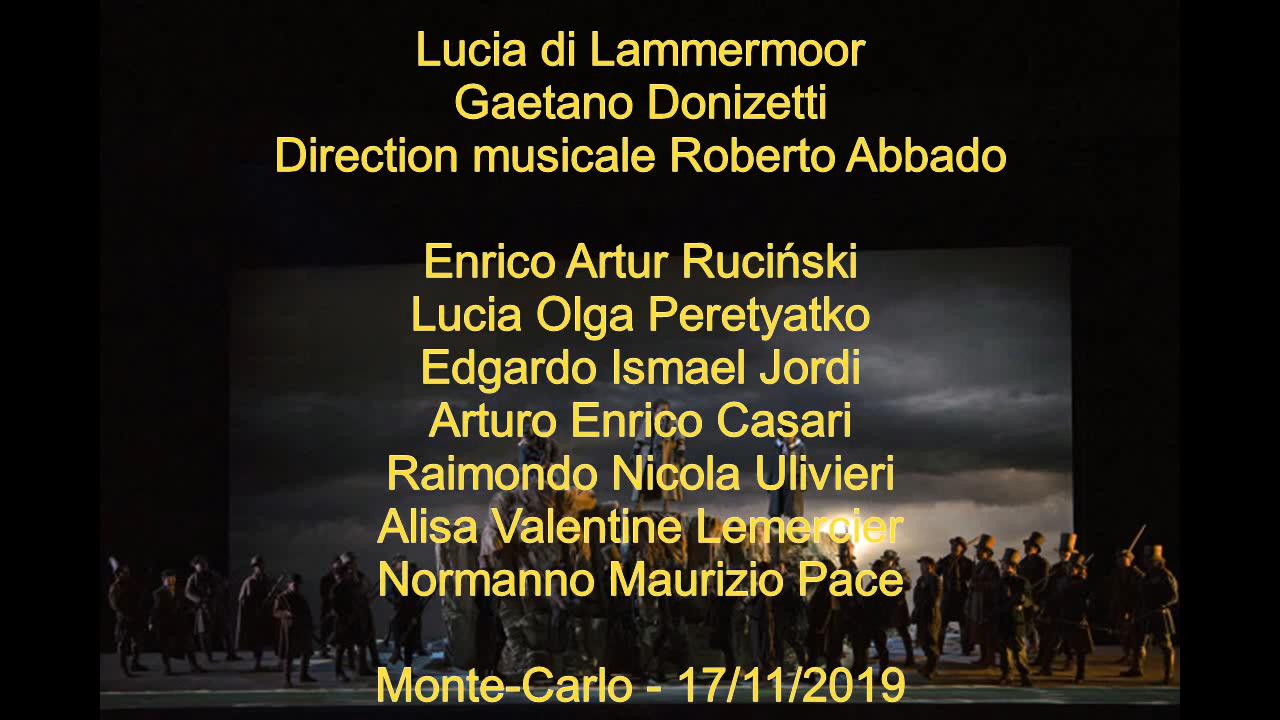 Lucia di Lammermoor
Gaetano Donizetti
Direction musicale Roberto Abbado
Enrico Artur Ruciński
Lucia Olga Peretyatko
Edgardo Ismael Jordi
Arturo Enrico Casari
Raimondo Nicola Ulivieri
Alisa Valentine Lemercier
Normanno Maurizio Pace
Monte-Carlo - 17/11/2019